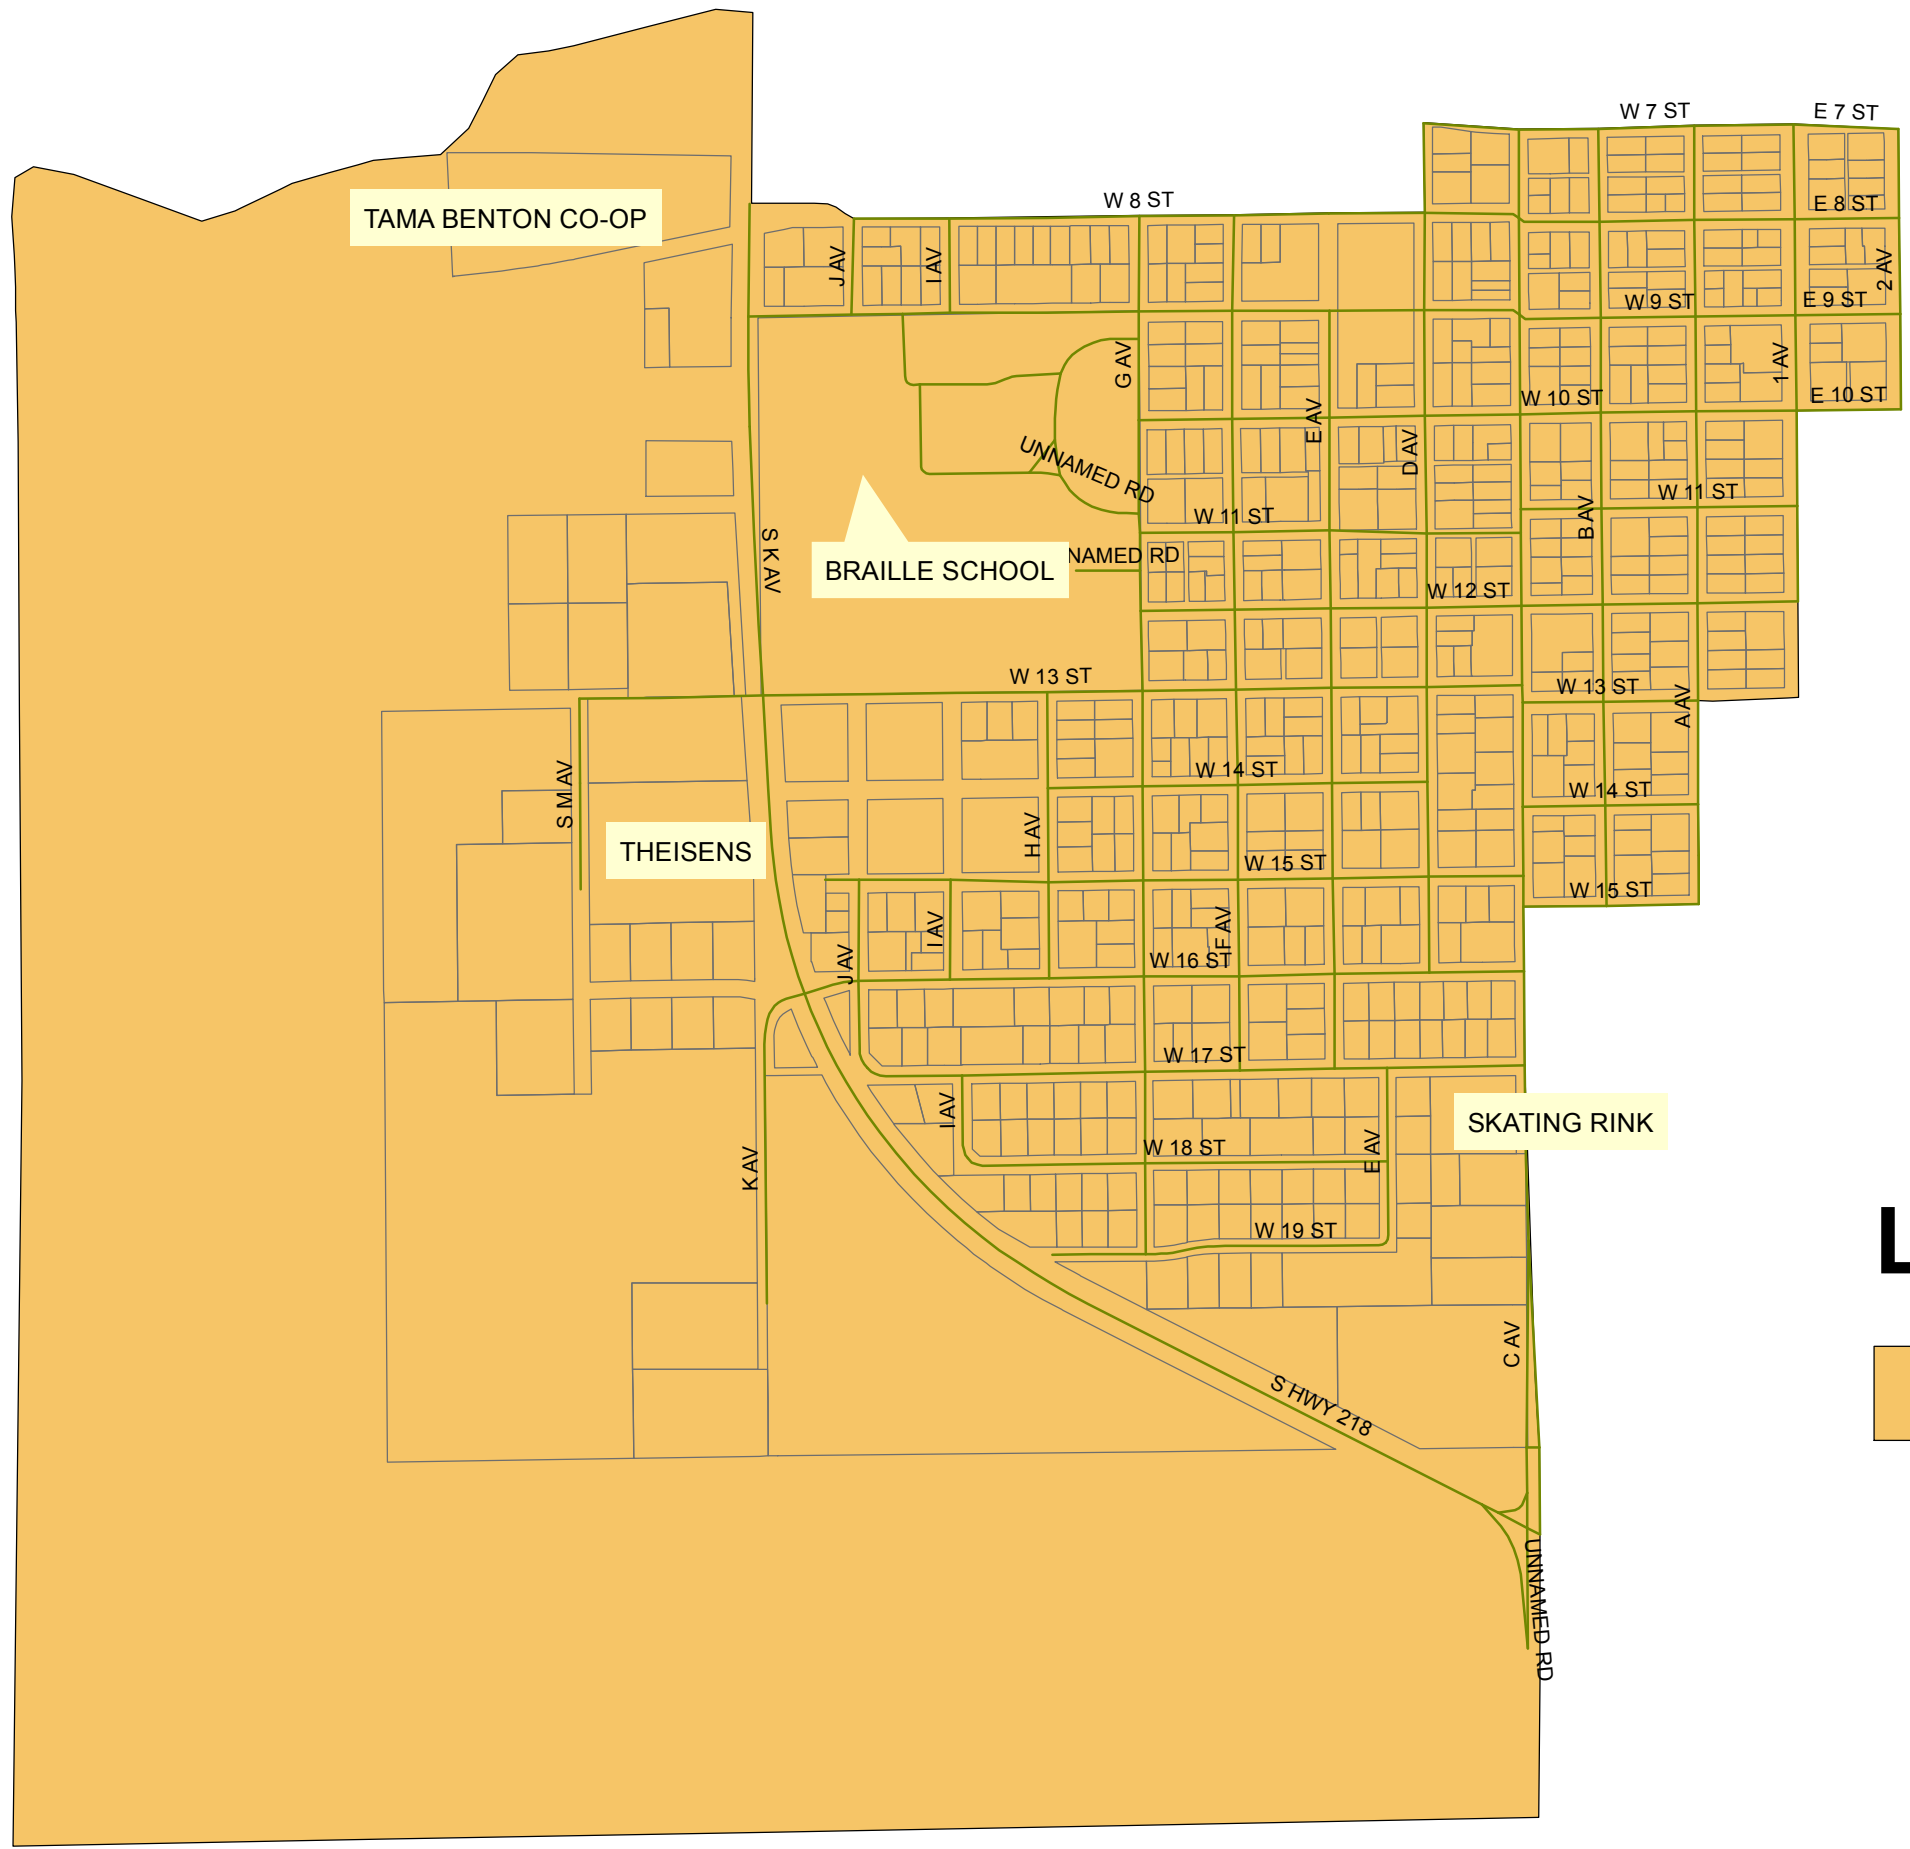 W 7 ST
E 7 ST
W 8 ST
E 8 ST
TAMA BENTON CO-OP
J AV
I AV
2 AV
W 9 ST
E 9 ST
G AV
1 AV
W 10 ST
E 10 ST
E AV
D AV
UNNAMED RD
W 11 ST
W 11 ST
B AV
S K AV
NAMED RD
BRAILLE SCHOOL
W 12 ST
W 13 ST
W 13 ST
A AV
W 14 ST
W 14 ST
S M AV
H AV
THEISENS
W 15 ST
W 15 ST
I AV
F AV
J AV
W 16 ST
W 17 ST
I AV
SKATING RINK
W 18 ST
E AV
K AV
W 19 ST
L
C AV
S HWY 218
UNNAMED RD